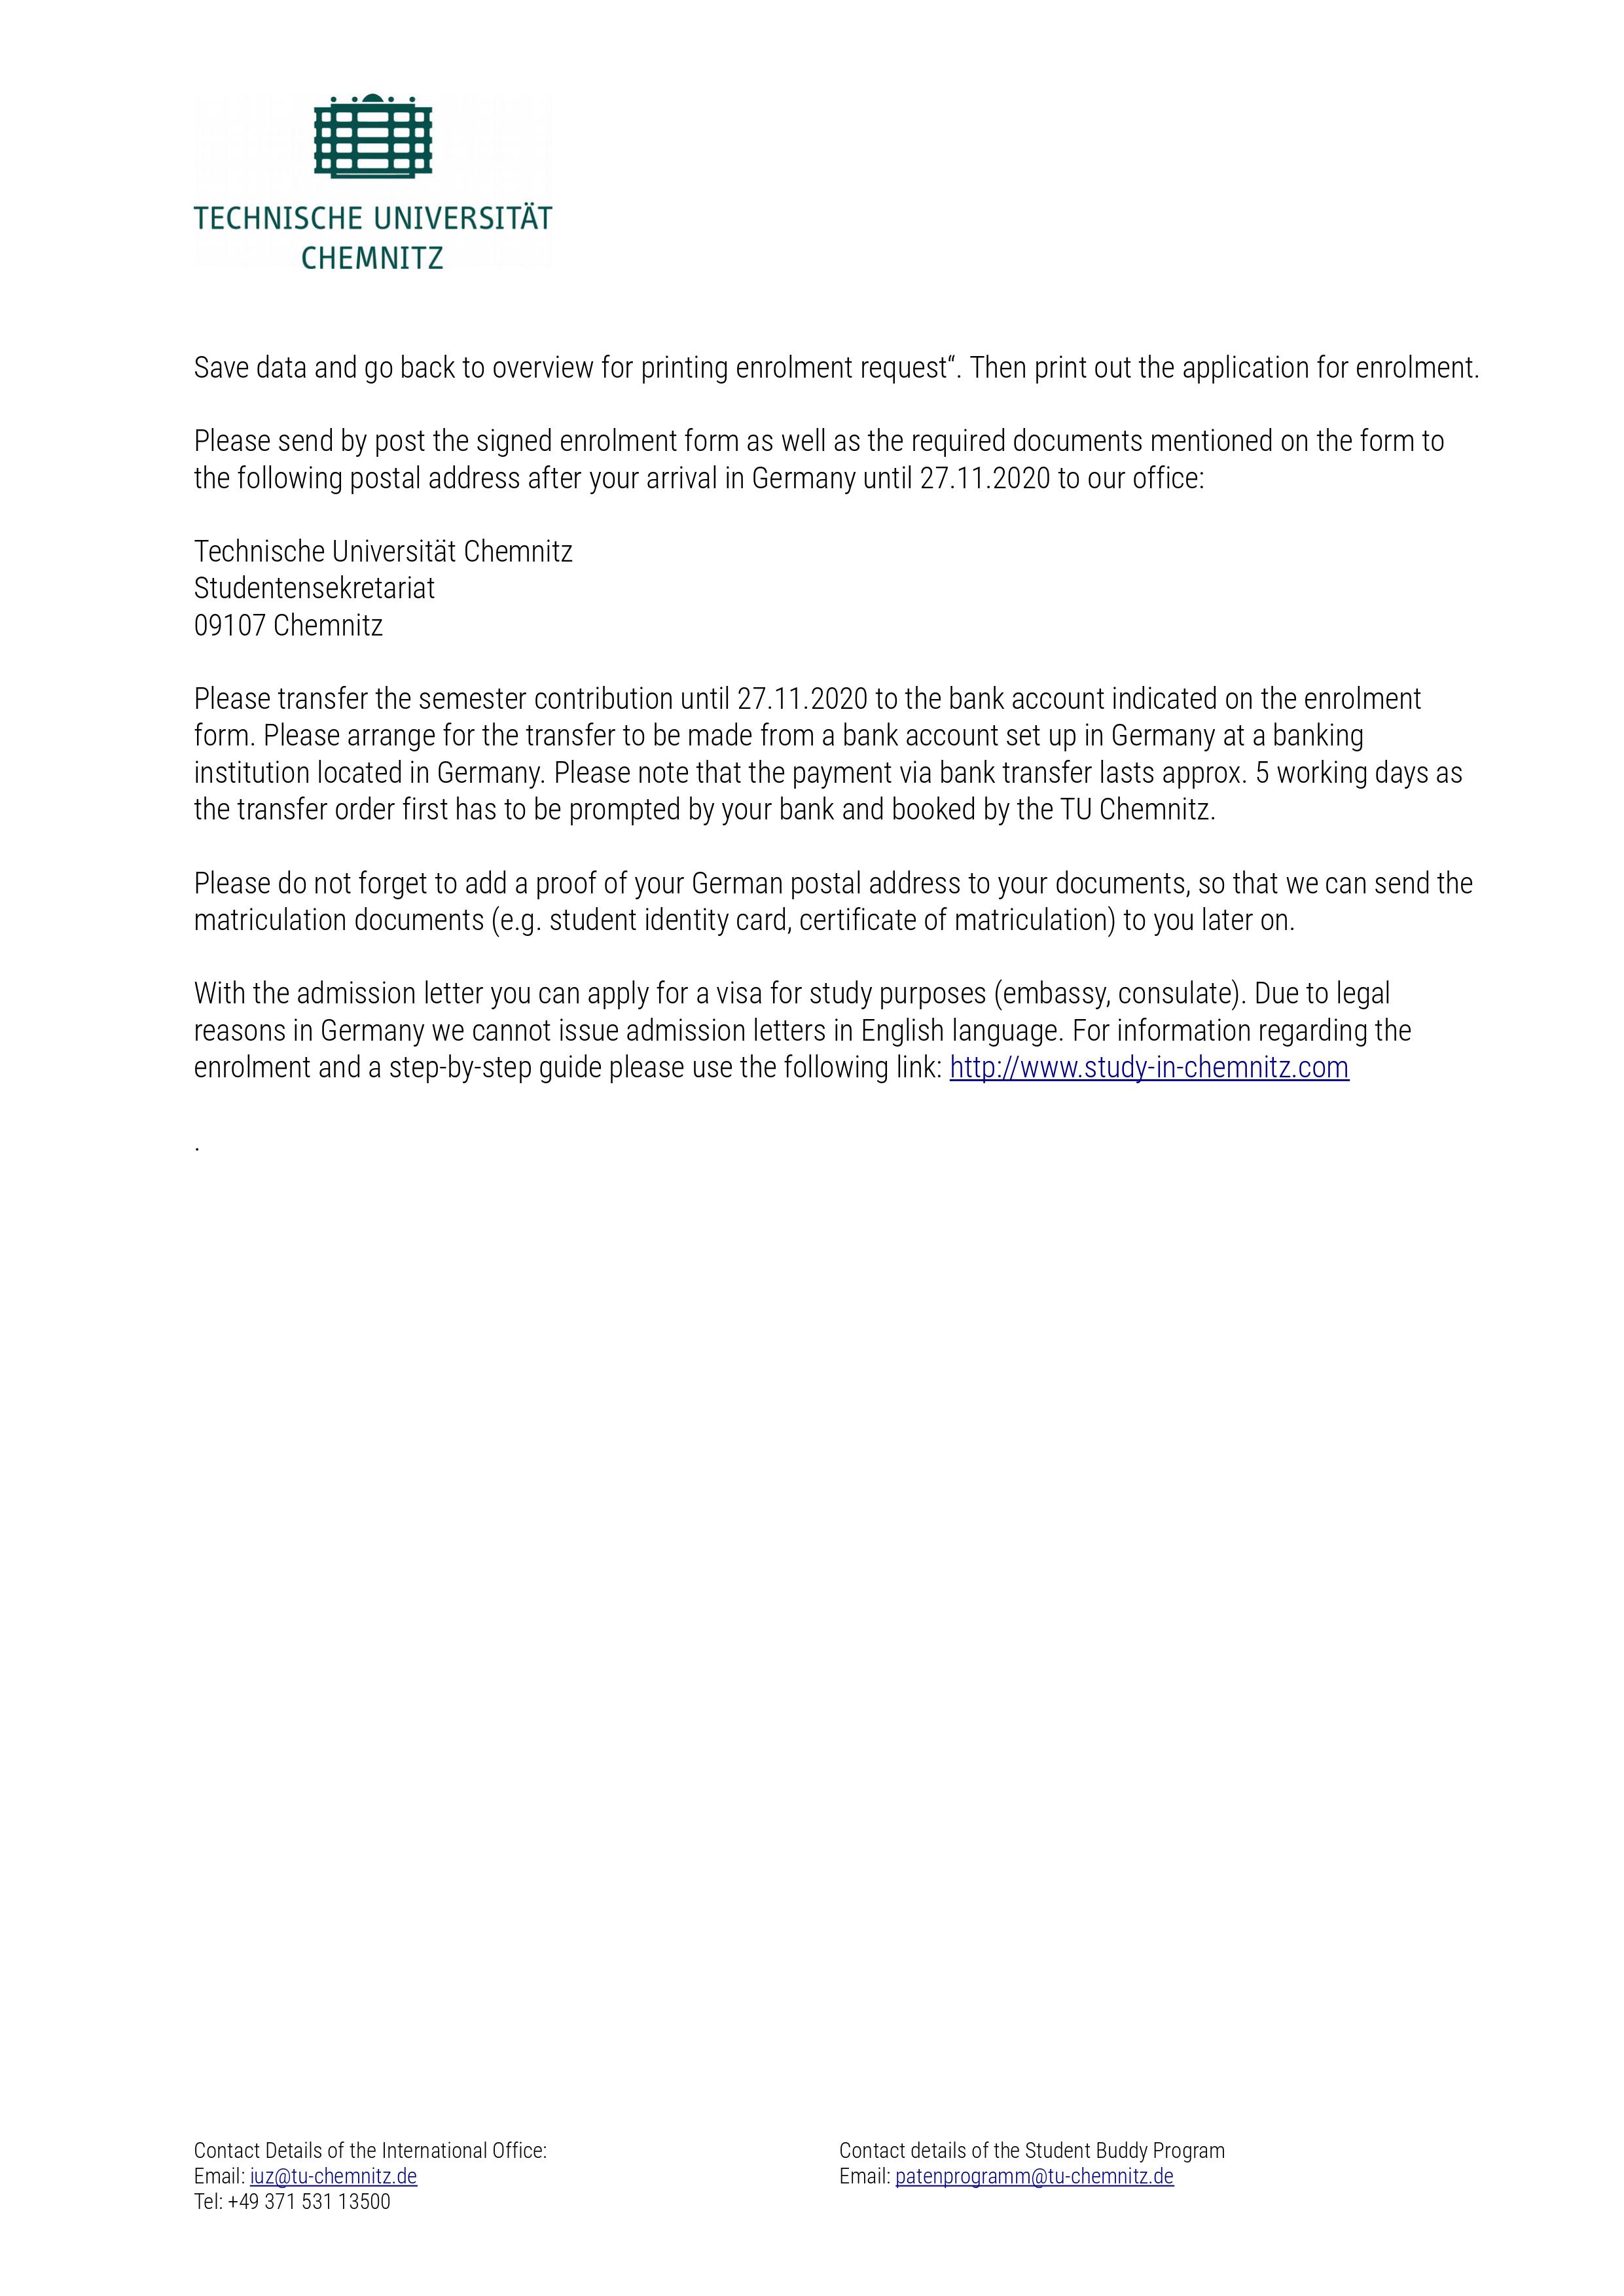 TECHNISCHE UNIVERSITÄT
CHEMNITZ
Save data and go back to overview for printing enrolment request“. Then print out the application for enrolment.
Please send by post the signed enrolment form as well as the required documents mentioned on the form to
the following postal address after your arrival in Germany until 27.11.2020 to our office:
Technische Universität Chemnitz
Studentensekretariat
09107 Chemnitz
Please transfer the semester contribution until 27.11.2020 to the bank account indicated on the enrolment
form. Please arrange for the transfer to be made from a bank account set up in Germany at a banking
institution located in Germany. Please note that the payment via bank transfer lasts approx. 5 working days as
the transfer order first has to be prompted by your bank and booked by the TU Chemnitz.
Please do not forget to add a proof of your German postal address to your documents, so that we can send the
matriculation documents (e.g. student identity card, certificate of matriculation) to you later on.
With the admission letter you can apply for a visa for study purposes (embassy, consulate). Due to legal
reasons in Germany we cannot issue admission letters in English language. For information regarding the
enrolment and a step-by-step guide please use the following link: http://www.study-in-chemnitz.com
.
Contact Details of the International Office:
Email: iuz@tu-chemnitz.de
Tel: +49 371 531 13500
Contact details of the Student Buddy Program
Email: patenprogramm@tu-chemnitz.de